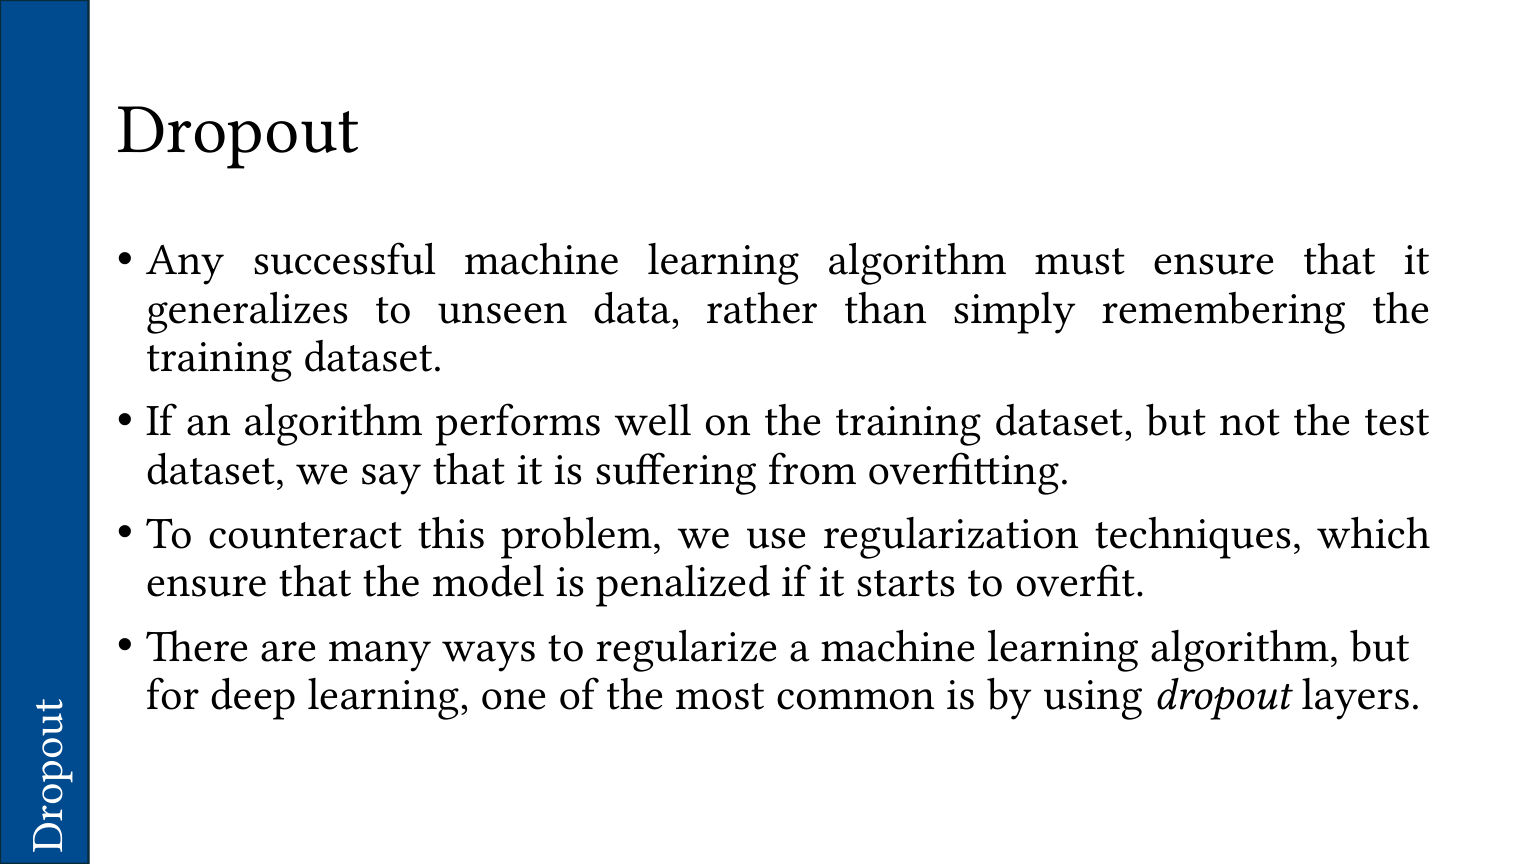 Dropout
• Any successful machine learning algorithm must ensure that it
generalizes to unseen data, rather than simply remembering the
training dataset.
• If an algorithm performs well on the training dataset, but not the test
dataset, we say that it is suffering from overfitting.
• To counteract this problem, we use regularization techniques, which
ensure that the model is penalized if it starts to overfit.
• There are many ways to regularize a machine learning algorithm, but
for deep learning, one of the most common is by using dropout layers.
Dropout